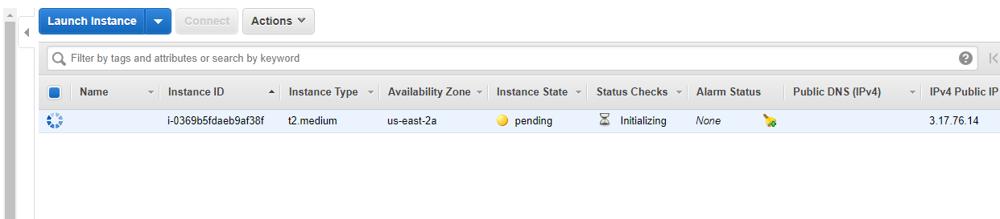 Launch Instance Connect Actions
Filter by tags and attributes or search by keyword
Name Instance ID Instance Type Availability Zone Instance State Status Checks Alarm Status Public DNS (IPv4) IPv4 Public IP
i-0369b5fdaeb9af38f t2.medium us-east-2a pending Initializing None 3.17.76.14